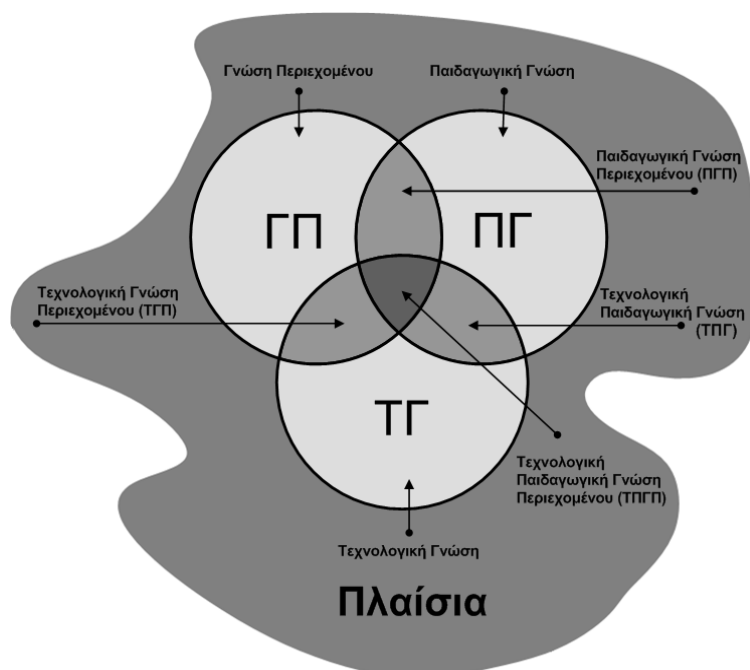 Γνώση Περιεχομένου
Παιδαγωγική Γνώση
Παιδαγωγική Γνώση
Περιεχομένου (ΠΓΠ)
ΓΠ
ΠΓ
Τεχνολογική Γνώση
Περιεχομένου (ΤΓΠ)
Τεχνολογική
Παιδαγωγική Γνώση
(ΤΠΓ)
ΤΓ
Τεχνολογική
Παιδαγωγική Γνώση
Περιεχομένου (ΤΠΓΠ)
Τεχνολογική Γνώση
Πλαίσια